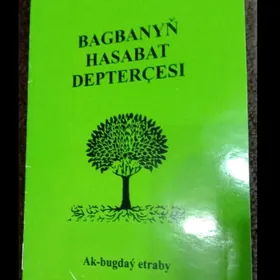 BAGBANYŇ
HASABAT
DEPTERÇESI
Ak-bugdaý etraby